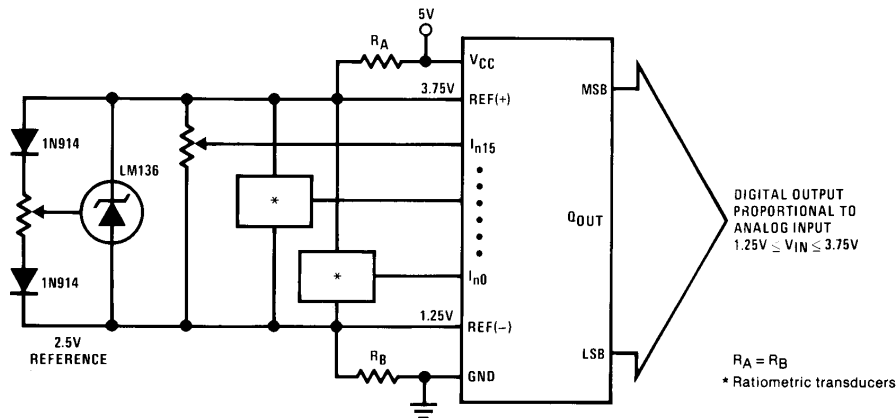 5V
RA
VCC
3.75V
REF(+)
MSB
1N914
In15
LM136
*
DIGITAL OUTPUT
PROPORTIONAL TO
ANALOG INPUT
1.25V ≤ VIN ≤ 3.75V
QOUT
*
1N914
In0
1.25V
REF(−)
2.5V
REFERENCE
RB
LSB
GND
RA = RB
* Ratiometric transducers